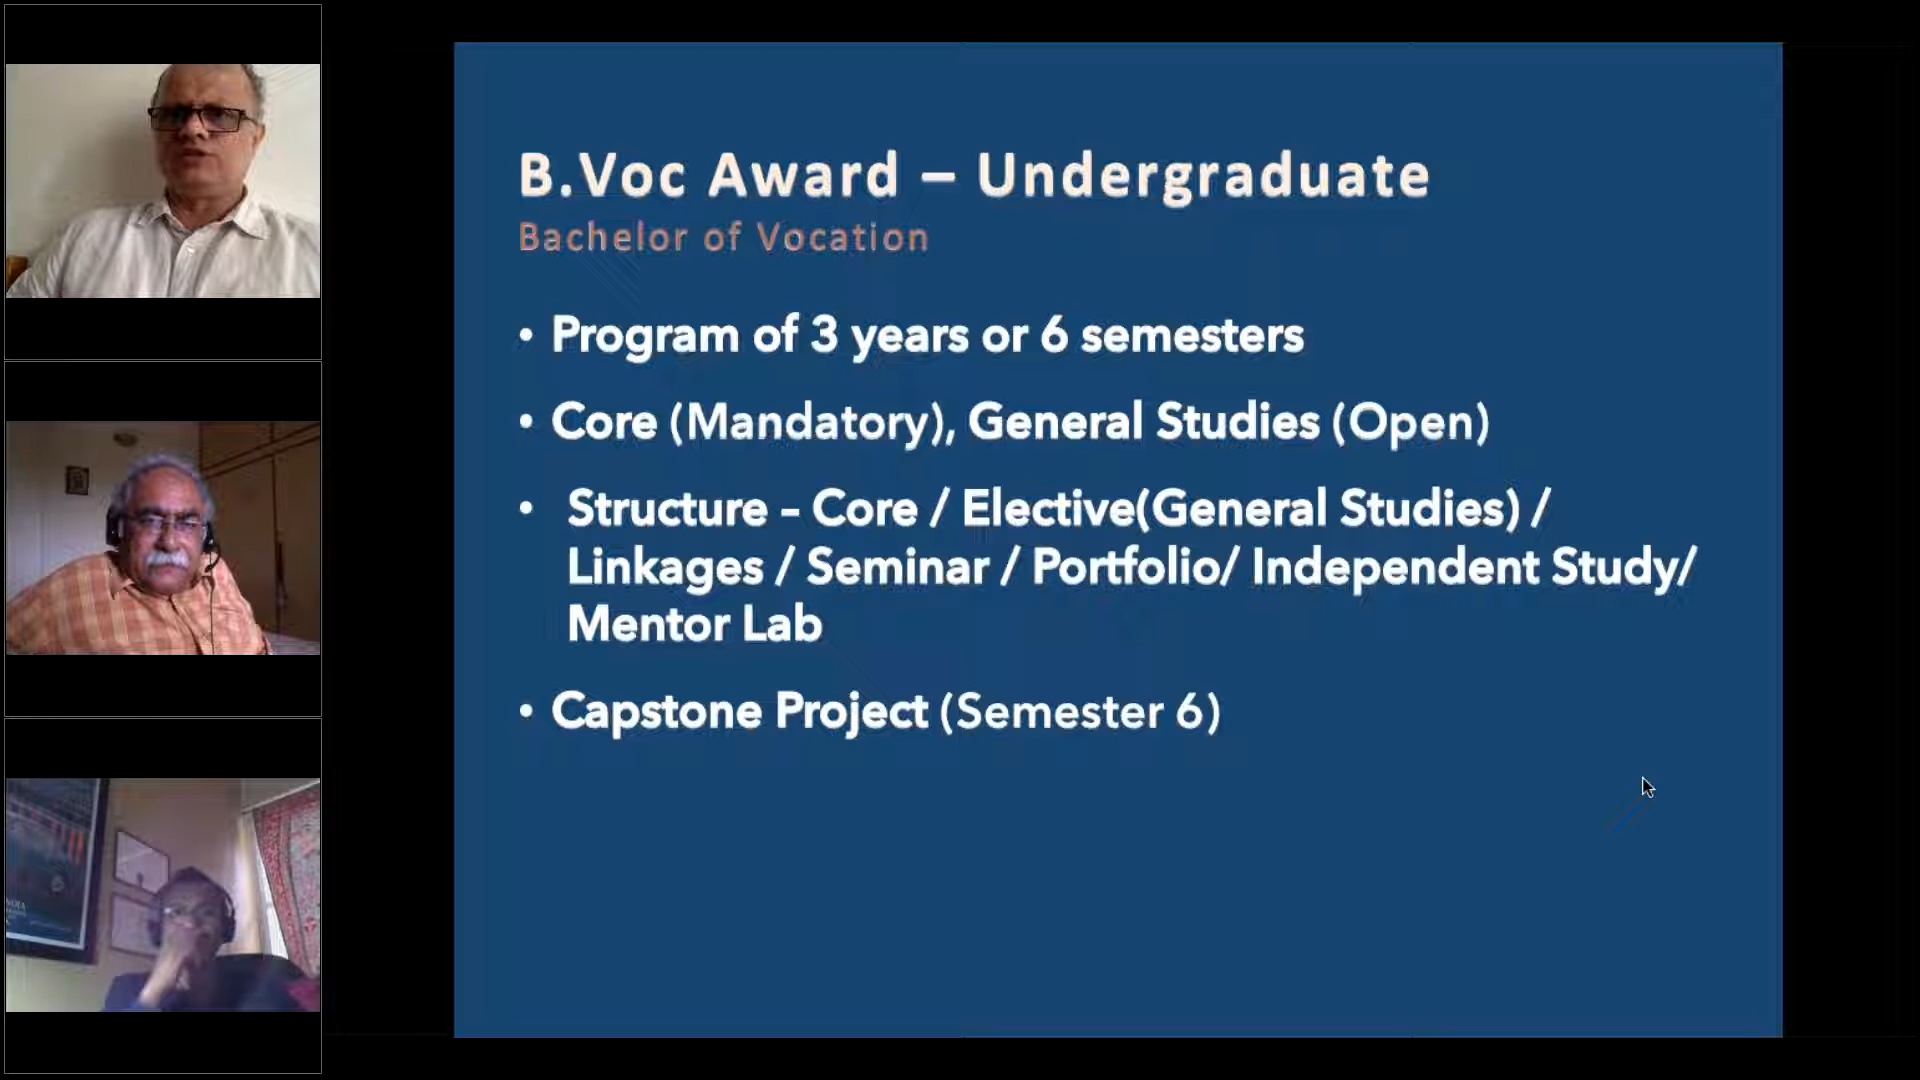 B.Voc Award – Undergraduate
Bachelor of Vocation
• Program of 3 years or 6 semesters
• Core (Mandatory), General Studies (Open)
• Structure – Core / Elective(General Studies) /
Linkages / Seminar / Portfolio/ Independent Study/
Mentor Lab
• Capstone Project (Semester 6)